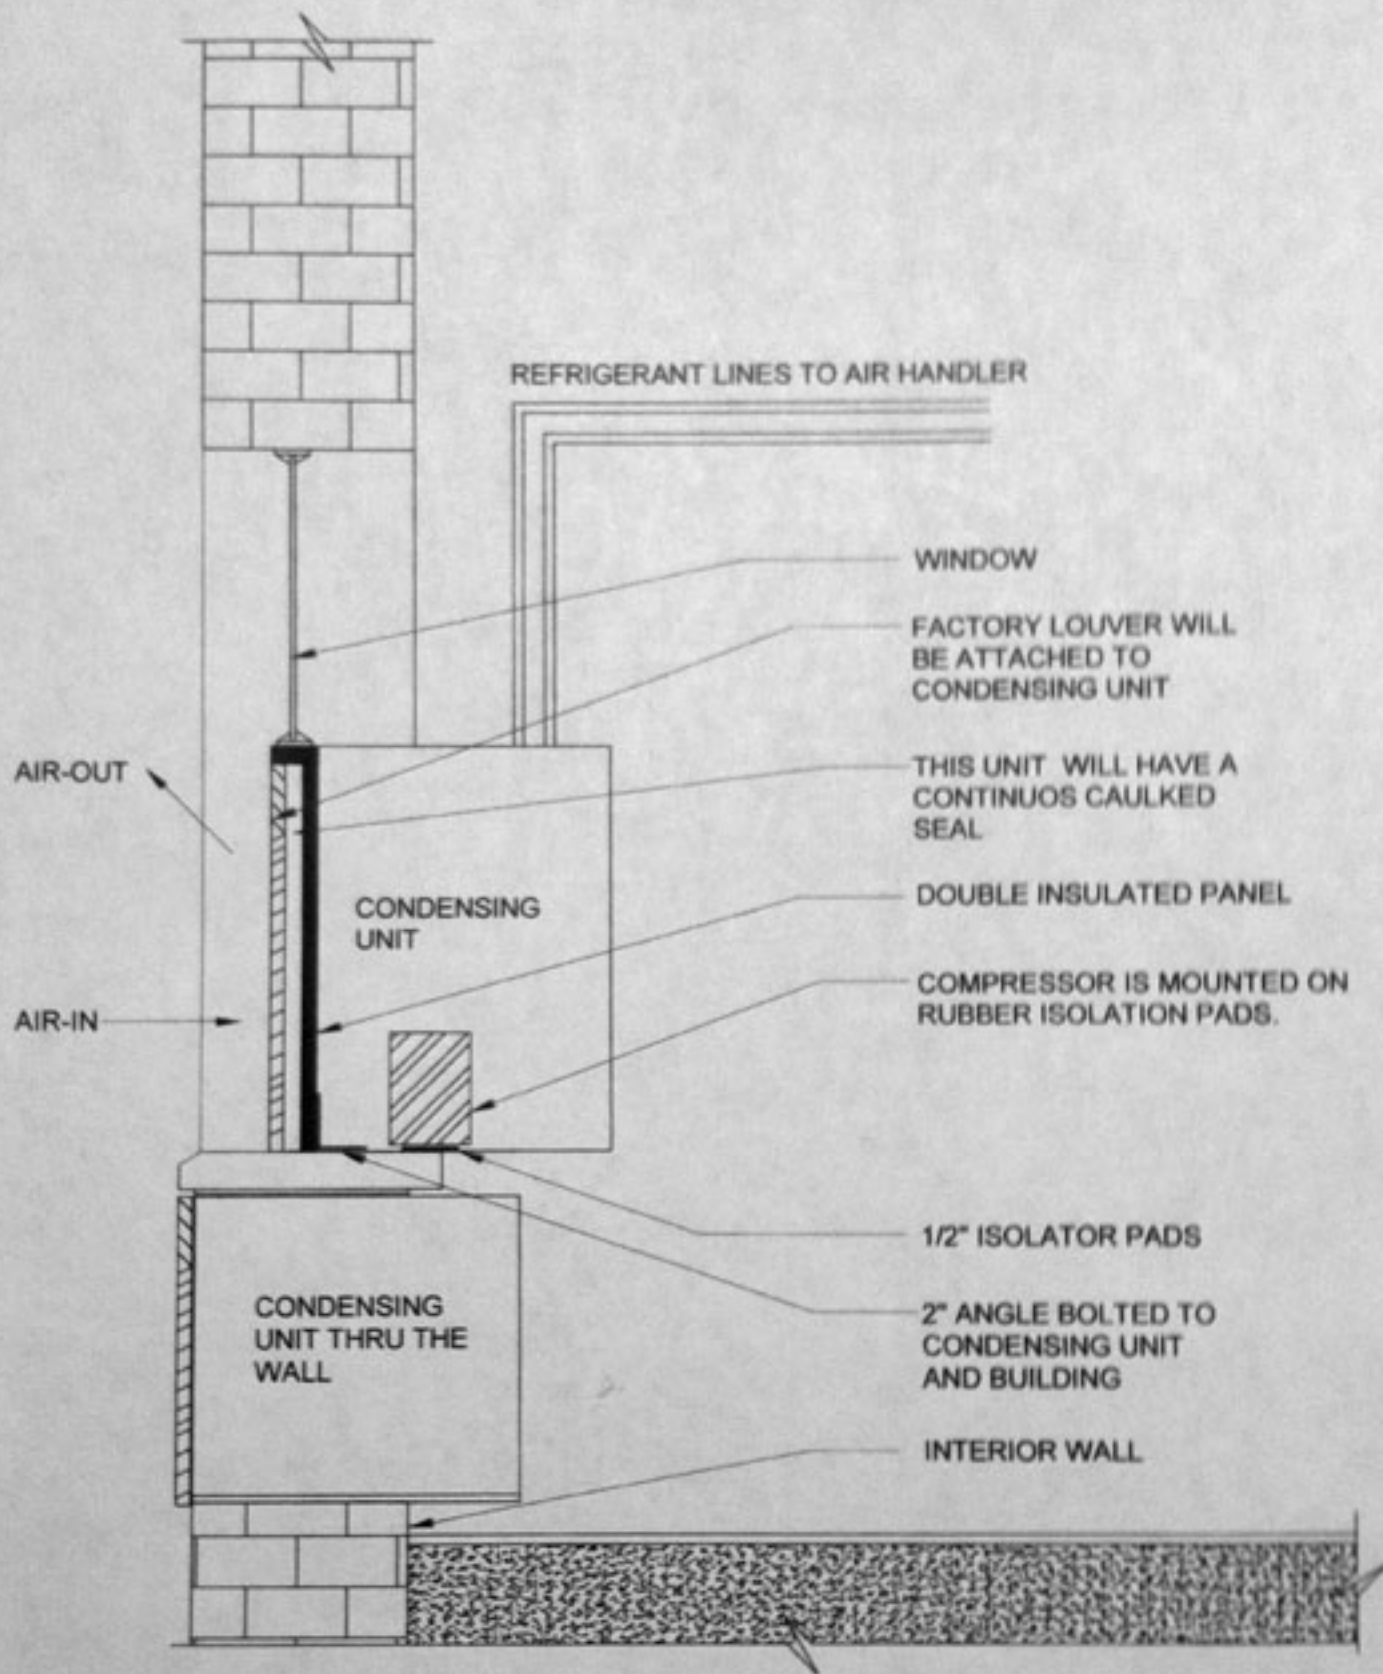 REFRIGERANT LINES TO AIR HANDLER
WINDOW
FACTORY LOUVER WILL
BE ATTACHED TO
CONDENSING UNIT
AIR-OUT
THIS UNIT WILL HAVE A
CONTINUOS CAULKED
SEAL
DOUBLE INSULATED PANEL
CONDENSING
UNIT
COMPRESSOR IS MOUNTED ON
RUBBER ISOLATION PADS.
AIR-IN
1/2" ISOLATOR PADS
CONDENSING
UNIT THRU THE
WALL
2" ANGLE BOLTED TO
CONDENSING UNIT
AND BUILDING
INTERIOR WALL